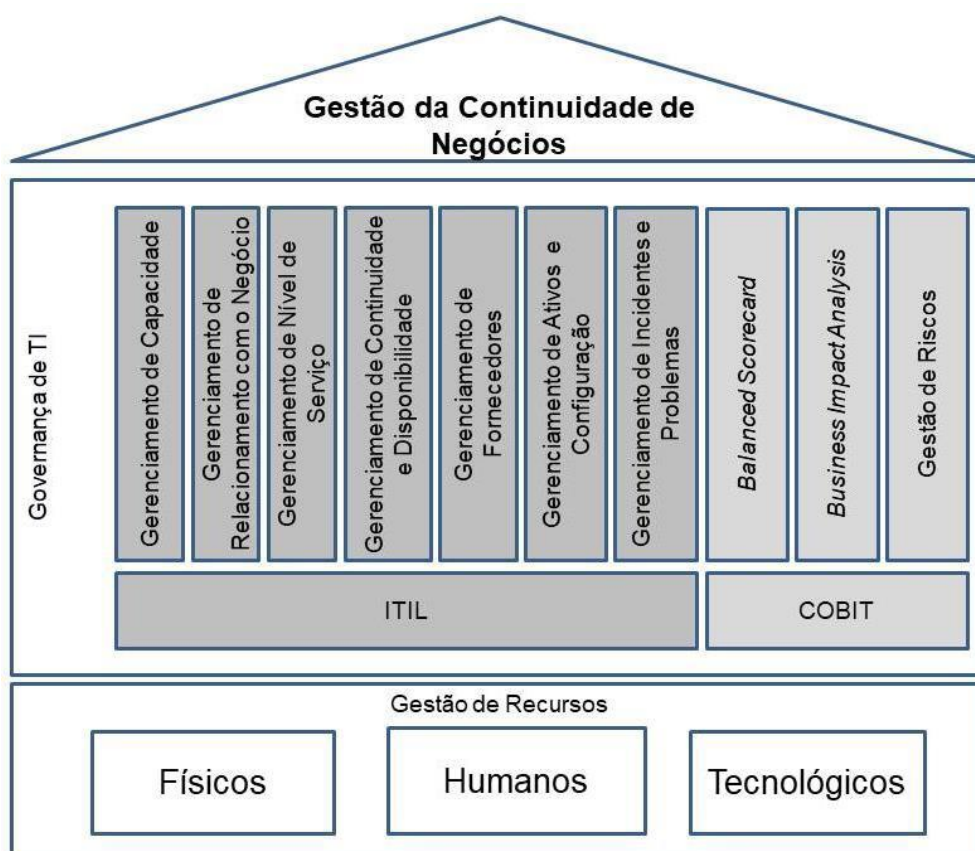 Gestão da Continuidade de
Negócios
Governança de TI
Gerenciamento de Capacidade
Gerenciamento de
Relacionamento com o Negócio
Gerenciamento de Nível de
Serviço
Gerenciamento de Continuidade
e Disponibilidade
Gerenciamento de
Fornecedores
Gerenciamento de Ativos e
Configuração
Gerenciamento de Incidentes e
Problemas
Balanced Scorecard
Business Impact Analysis
Gestão de Riscos
ITIL
COBIT
Gestão de Recursos
Físicos
Humanos
Tecnológicos